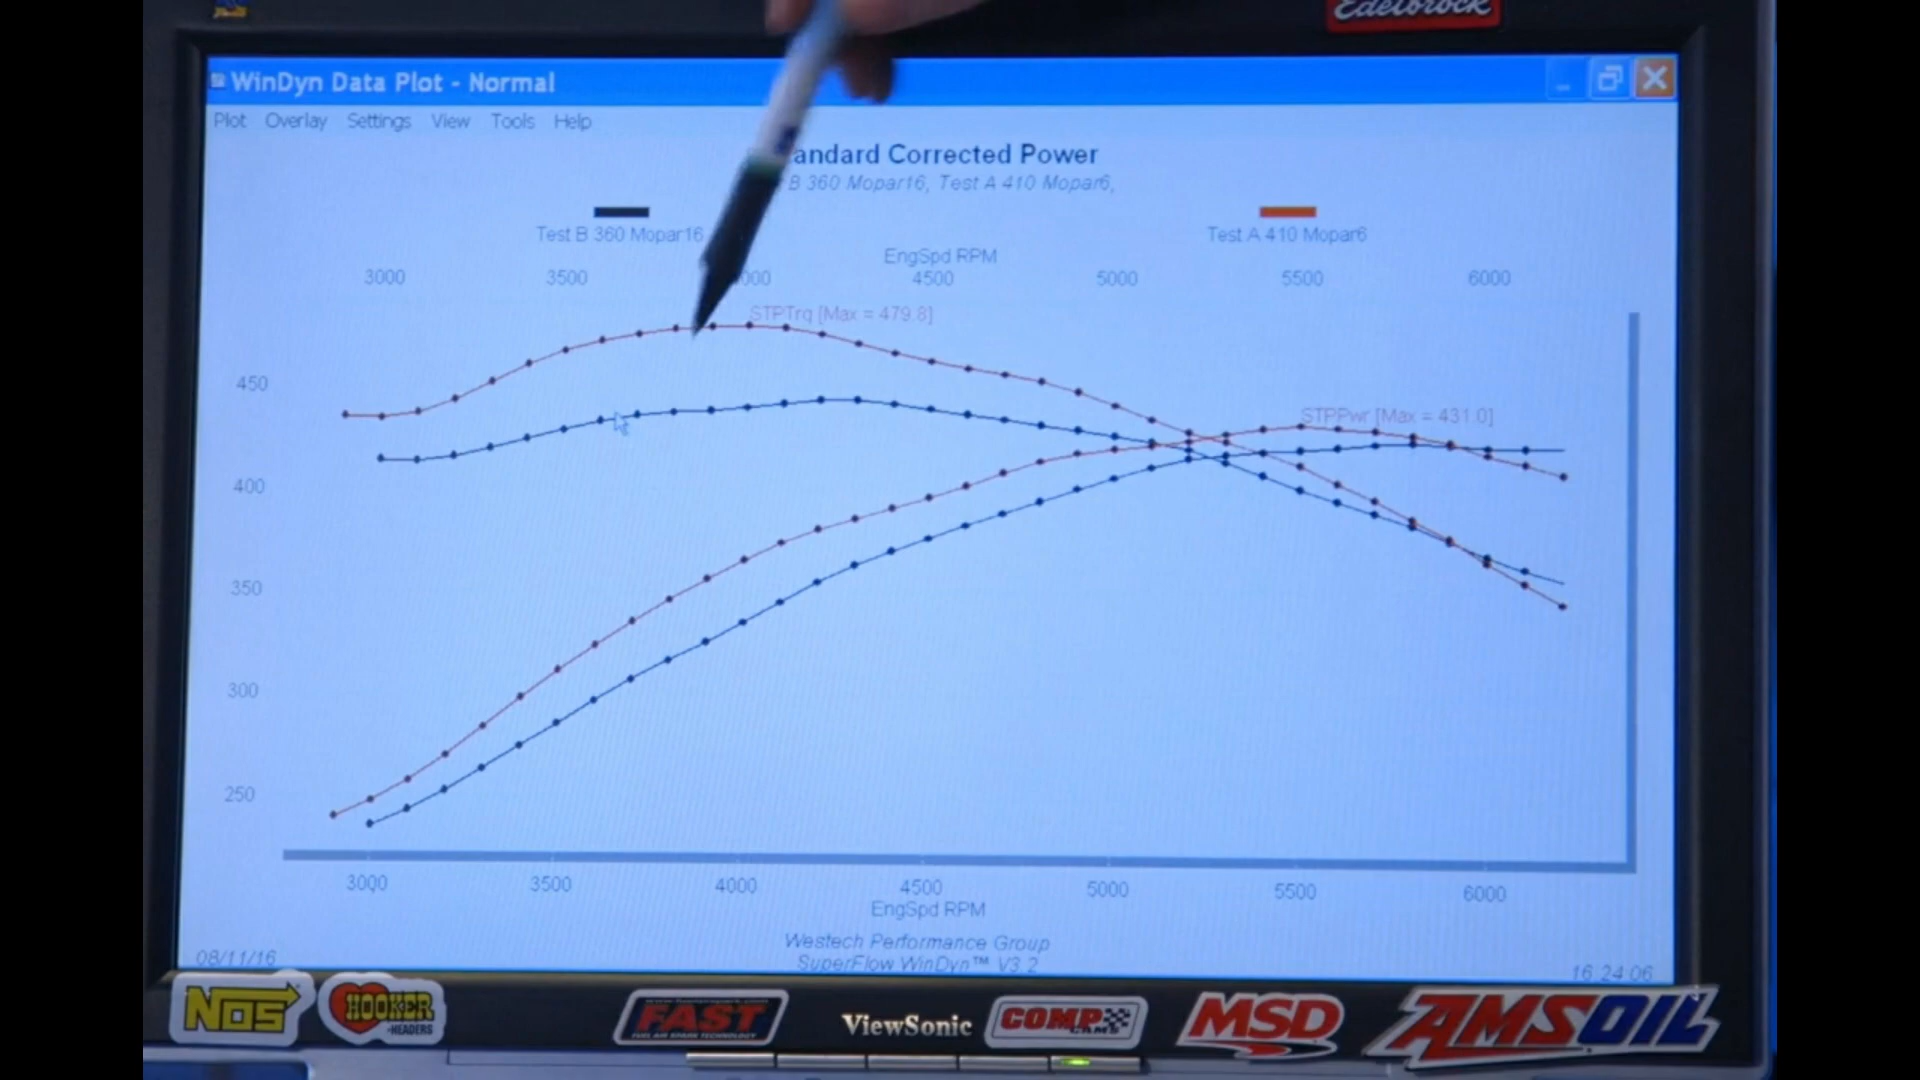 Edelbrock
WinDyn Data Plot - Normal
Plot Overlay Settings View Tools Help
andard Corrected Power
B 360 Mopar16, Test A 410 Mopar6,
Test B 360 Mopar16
Test A 410 Mopar6
EngSpd RPM
3000 3500 000 4500 5000 5500 6000
STPTrq [Max = 479.8]
450
STPPwr [Max = 431.0]
400
350
300
250
3000 3500 4000 4500 5000 5500 6000
EngSpd RPM
Westech Performance Group
08/11/16 SuperFlow WinDyn™ V3.2 16:24:06
NOS HOOKER HEADERS FAST ViewSonic COMP CAMS MSD AMSOIL